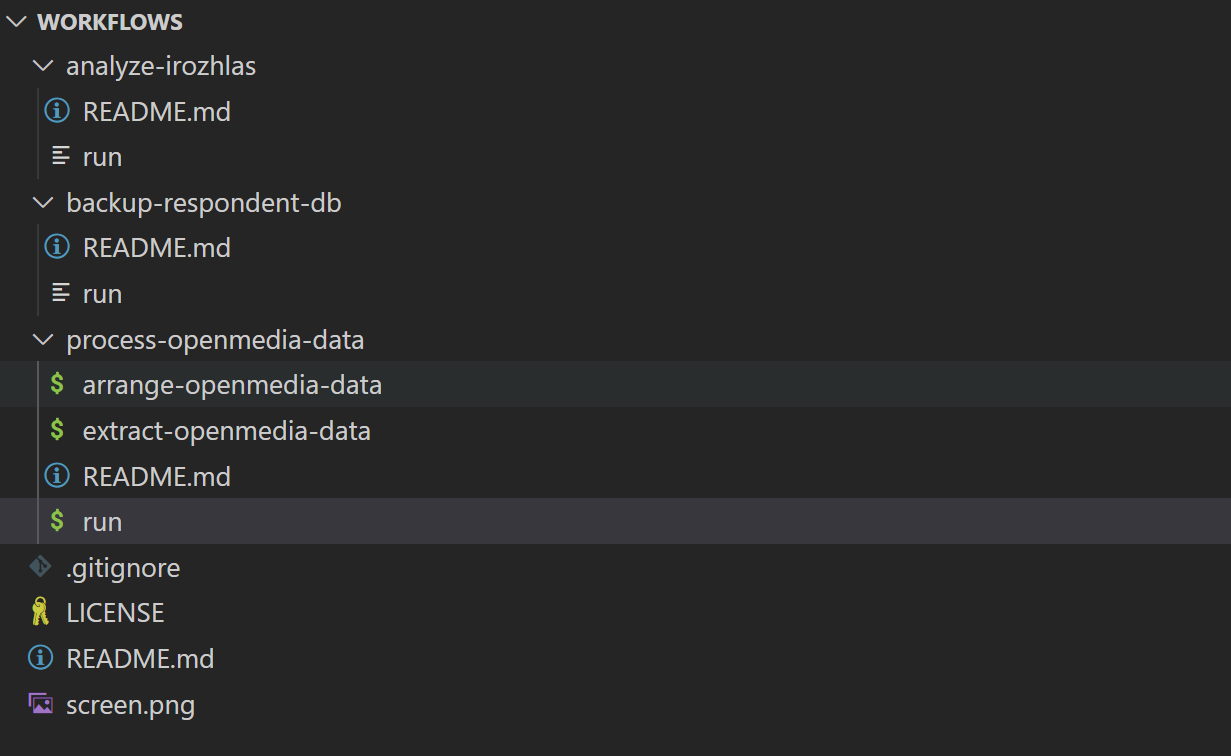 WORKFLOWS
analyze-irozhlas
README.md
run
backup-respondent-db
README.md
run
process-openmedia-data
$ arrange-openmedia-data
$ extract-openmedia-data
README.md
$ run
.gitignore
LICENSE
README.md
screen.png